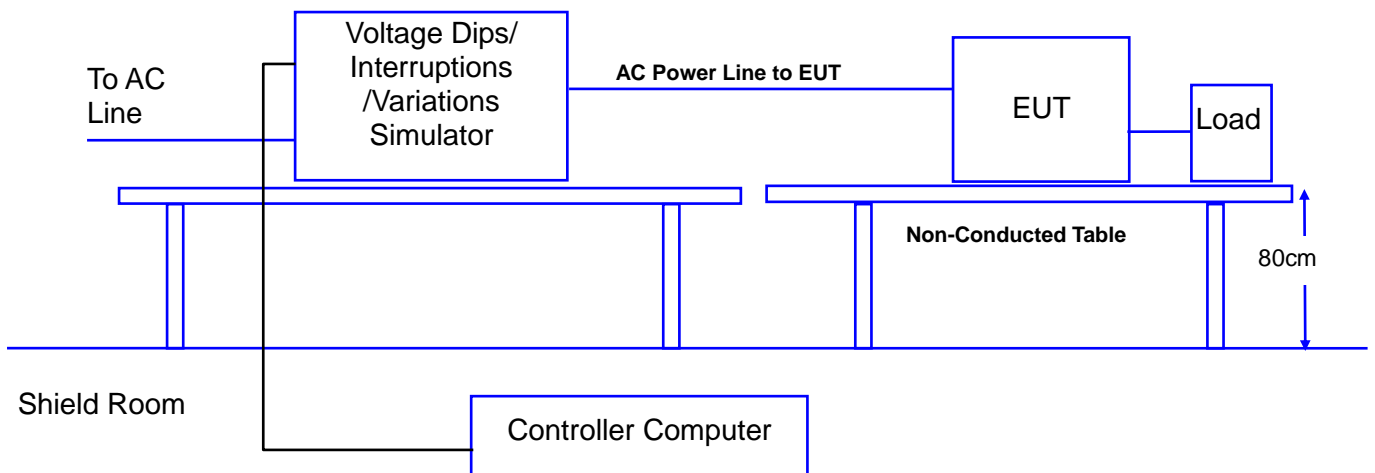 To AC
Line
Voltage Dips/
Interruptions
/Variations
Simulator
AC Power Line to EUT
EUT
Load
Non-Conducted Table
80cm
Shield Room
Controller Computer